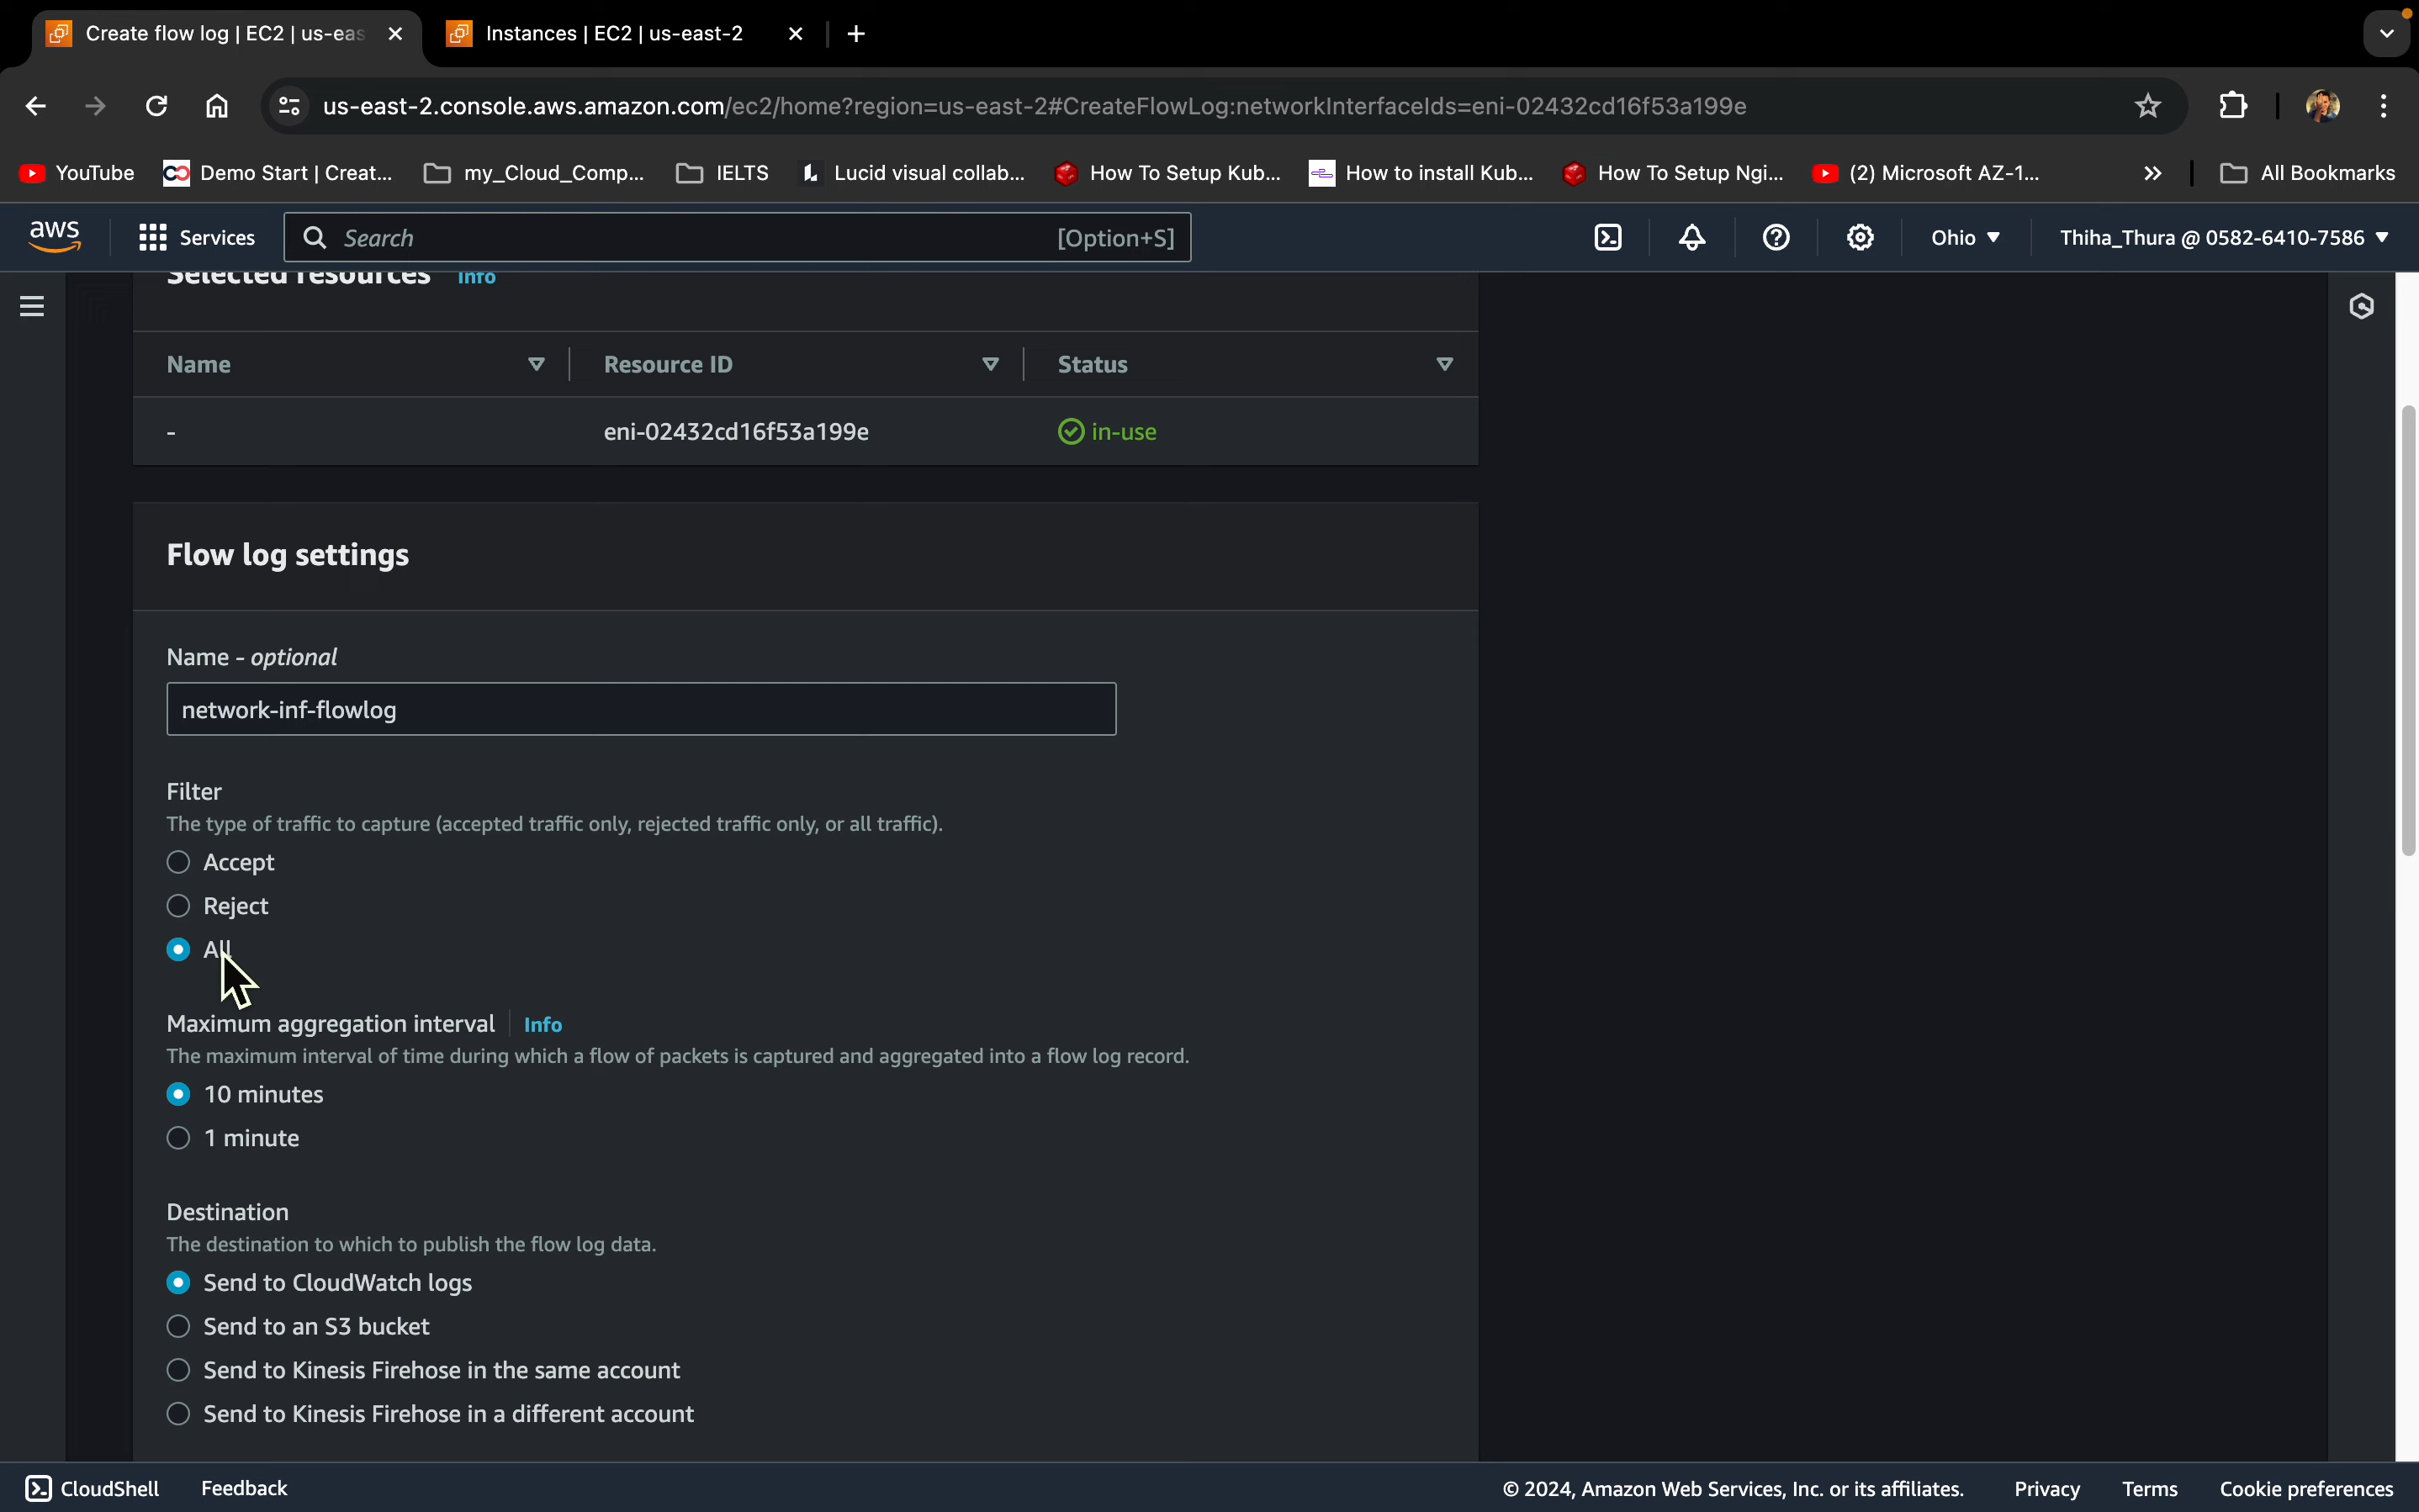 Create flow log | EC2 | us-eas
Instances | EC2 | us-east-2
us-east-2.console.aws.amazon.com/ec2/home?region=us-east-2#CreateFlowLog:networkInterfaceIds=eni-02432cd16f53a199e
YouTube
Demo Start | Creat...
my_Cloud_Comp...
IELTS
Lucid visual collab...
How To Setup Kub...
How to install Kub...
How To Setup Ngi...
(2) Microsoft AZ-1...
All Bookmarks
aws
Services
Search
[Option+S]
Ohio
Thiha_Thura @ 0582-6410-7586
Selected resources Info
Name
Resource ID
Status
-
eni-02432cd16f53a199e
in-use
Flow log settings
Name - optional
network-inf-flowlog
Filter
The type of traffic to capture (accepted traffic only, rejected traffic only, or all traffic).
Accept
Reject
All
Maximum aggregation interval Info
The maximum interval of time during which a flow of packets is captured and aggregated into a flow log record.
10 minutes
1 minute
Destination
The destination to which to publish the flow log data.
Send to CloudWatch logs
Send to an S3 bucket
Send to Kinesis Firehose in the same account
Send to Kinesis Firehose in a different account
CloudShell
Feedback
© 2024, Amazon Web Services, Inc. or its affiliates.
Privacy
Terms
Cookie preferences